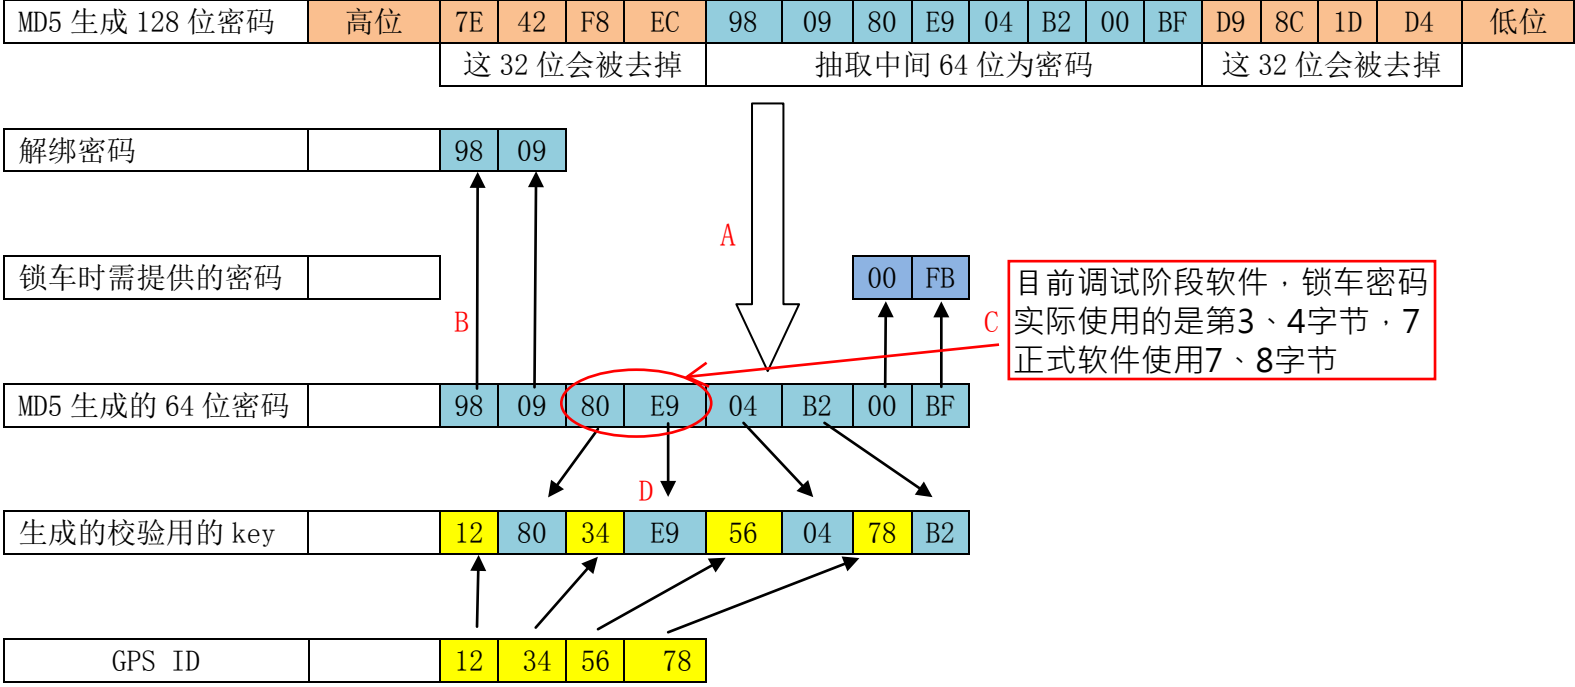 MD5 生成 128 位密码 高位 7E 42 F8 EC 98 09 80 E9 04 B2 00 BF D9 8C 1D D4 低位
这 32 位会被去掉 抽取中间 64 位为密码 这 32 位会被去掉
解绑密码 98 09
A
锁车时需提供的密码 00 FB
目前调试阶段软件，锁车密码
实际使用的是第3、4字节，7
正式软件使用7、8字节
B
C
MD5 生成的 64 位密码 98 09 80 E9 04 B2 00 BF
D
生成的校验用的 key 12 80 34 E9 56 04 78 B2
GPS ID 12 34 56 78